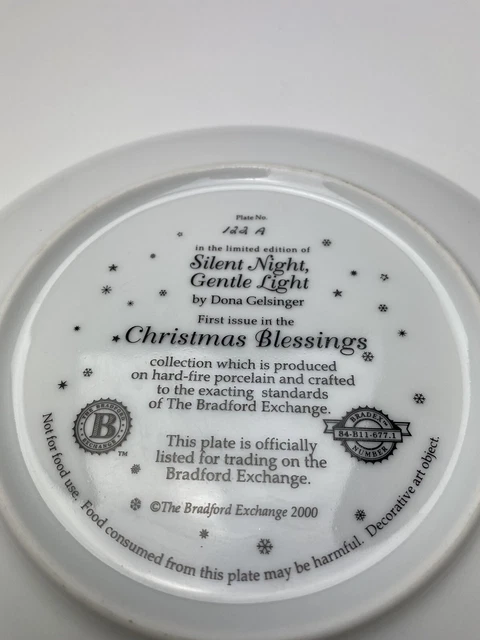 Plate No.
122 A
in the limited edition of
Silent Night,
Gentle Light
by Dona Gelsinger
First issue in the
Christmas Blessings
collection which is produced
on hard-fire porcelain and crafted
to the exacting standards
of The Bradford Exchange.
THE BRADFORD
B
EXCHANGE
TM
BRADEX
84-B11-677.1
NUMBER
This plate is officially
listed for trading on the
Bradford Exchange.
©The Bradford Exchange 2000
Not for food use. Food consumed from this plate may be harmful. Decorative art object.